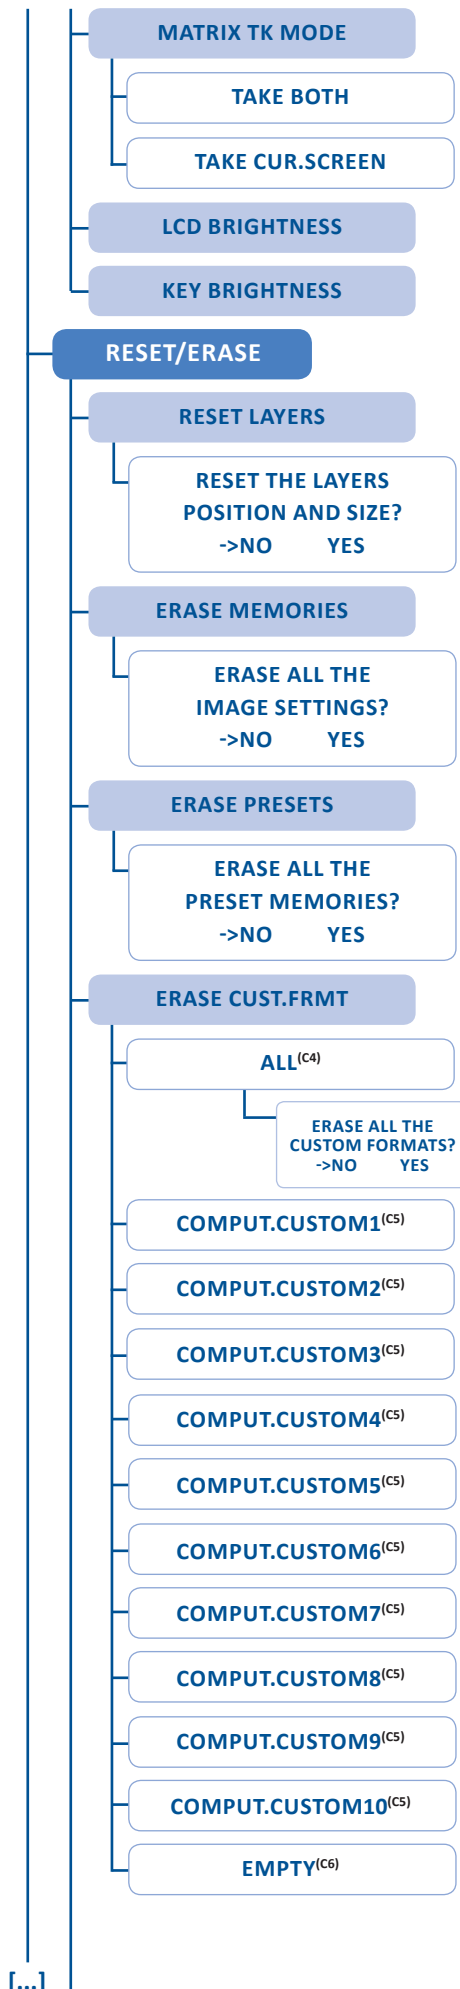 MATRIX TK MODE
TAKE BOTH
TAKE CUR.SCREEN
LCD BRIGHTNESS
KEY BRIGHTNESS
RESET/ERASE
RESET LAYERS
RESET THE LAYERS
POSITION AND SIZE?
->NO YES
ERASE MEMORIES
ERASE ALL THE
IMAGE SETTINGS?
->NO YES
ERASE PRESETS
ERASE ALL THE
PRESET MEMORIES?
->NO YES
ERASE CUST.FRMT
ALL(C4)
ERASE ALL THE
CUSTOM FORMATS?
->NO YES
COMPUT.CUSTOM1(C5)
COMPUT.CUSTOM2(C5)
COMPUT.CUSTOM3(C5)
COMPUT.CUSTOM4(C5)
COMPUT.CUSTOM5(C5)
COMPUT.CUSTOM6(C5)
COMPUT.CUSTOM7(C5)
COMPUT.CUSTOM8(C5)
COMPUT.CUSTOM9(C5)
COMPUT.CUSTOM10(C5)
EMPTY(C6)
[...]